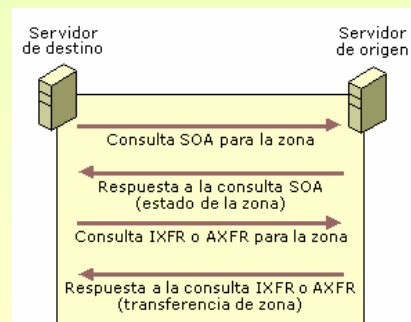 Servidor
de destino
Servidor
de origen
Consulta SOA para la zona
Respuesta a la consulta SOA
(estado de la zona)
Consulta IXFR o AXFR para la zona
Respuesta a la consulta IXFR o AXFR
(transferencia de zona)